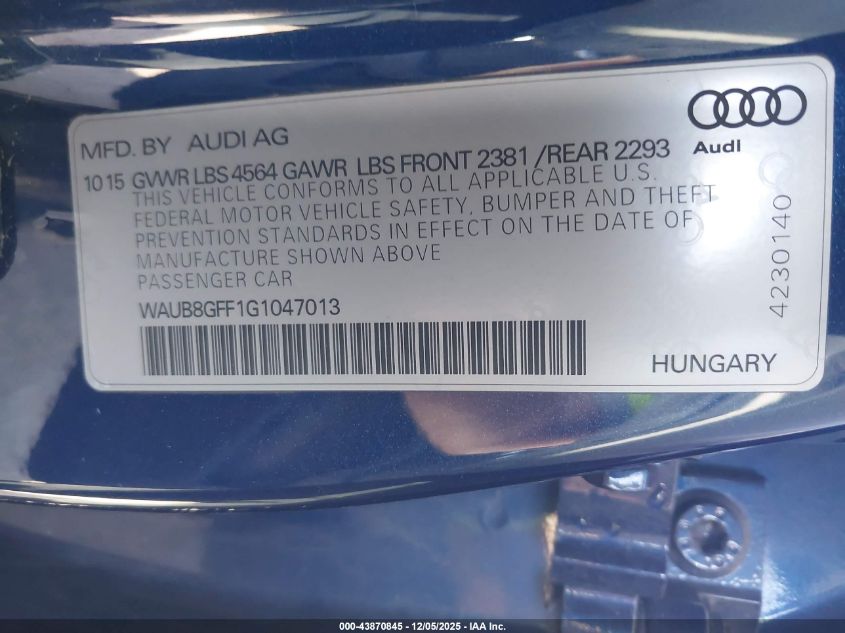 MFD. BY AUDI AG
Audi
10 15 GVWR LBS 4564 GAWR LBS FRONT 2381 /REAR 2293
THIS VEHICLE CONFORMS TO ALL APPLICABLE U.S.
FEDERAL MOTOR VEHICLE SAFETY, BUMPER AND THEFT
PREVENTION STANDARDS IN EFFECT ON THE DATE OF
MANUFACTURE SHOWN ABOVE
PASSENGER CAR
WAUB8GFF1G1047013
4230140
HUNGARY
000-43870845 - 12/05/2025 - IAA Inc.